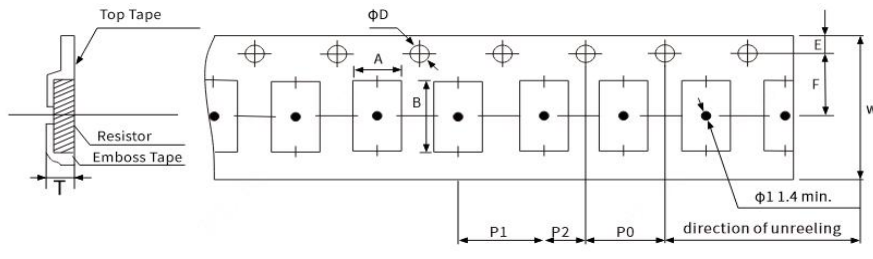 Top Tape
ΦD
E
A
F
B
W
Resistor
Emboss Tape
T
Φ1 1.4 min.
P1
P2
P0
direction of unreeling